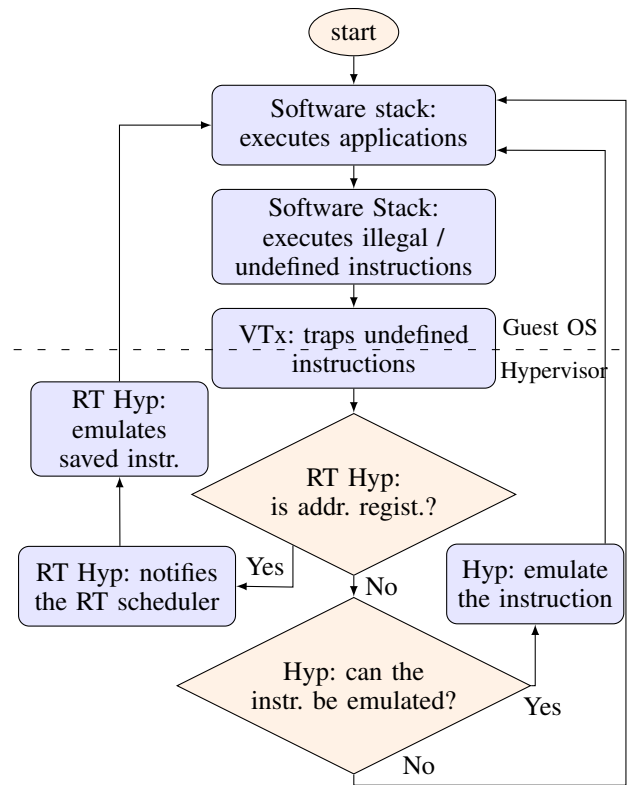 start
Software stack:
executes applications
Software Stack:
executes illegal /
undefined instructions
VTx: traps undefined
instructions
Guest OS
Hypervisor
RT Hyp:
emulates
saved instr.
RT Hyp:
is addr. regist.?
Yes
RT Hyp: notifies
the RT scheduler
No
Hyp: emulate
the instruction
Hyp: can the
instr. be emulated?
Yes
No